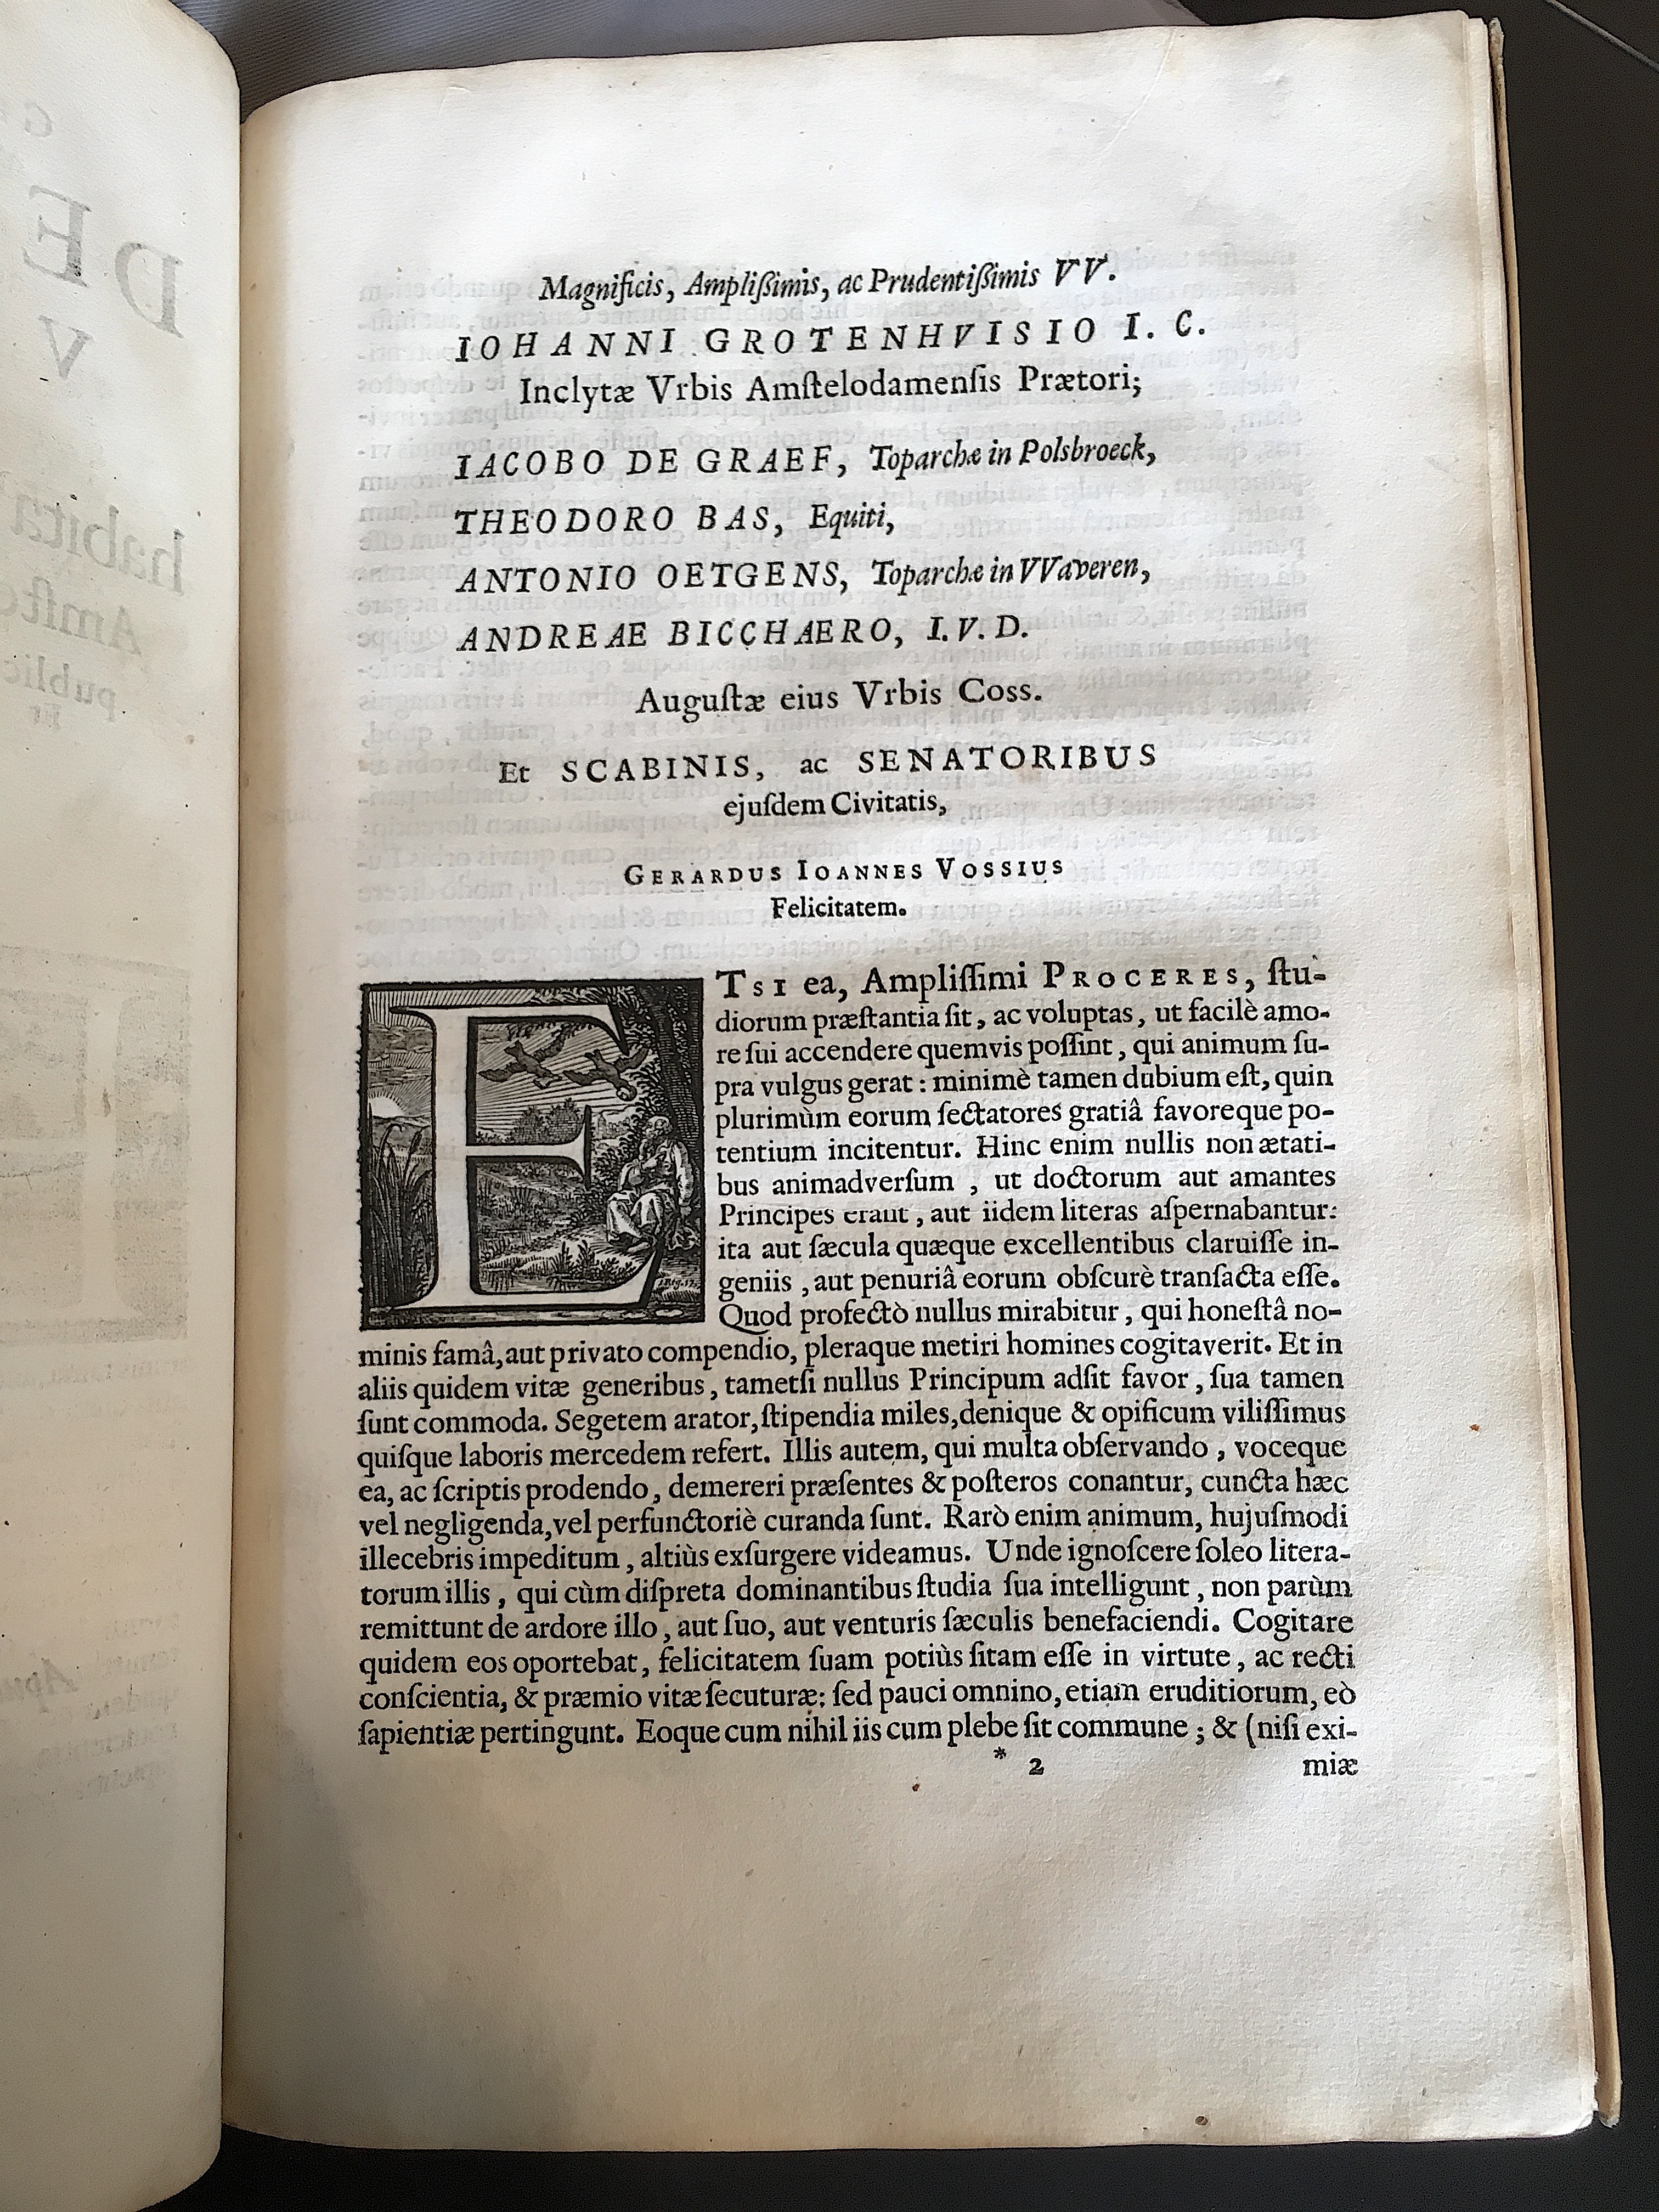 Magnificis, Ampliſſimis, ac Prudentiſſimis VV.
IOHANNI GROTENHVISIO I. C.
Inclytæ Vrbis Amſtelodamenſis Prætori;
IACOBO DE GRAEF, Toparchæ in Polsbroeck,
THEODORO BAS, Equiti,
ANTONIO OETGENS, Toparchæ in VVaveren,
ANDREAE BICCHAERO, I. V. D.
Auguſtæ eius Vrbis Coss.
Et SCABINIS, ac SENATORIBUS
ejuſdem Civitatis,
GERARDUS IOANNES VOSSIUS
Felicitatem.
ETSI ea, Ampliſſimi PROCERES, ſtu-
diorum præſtantia ſit, ac voluptas, ut facilè amo-
re ſui accendere quemvis poſſint, qui animum ſu-
pra vulgus gerat: minimè tamen dubium eſt, quin
plurimùm eorum ſectatores gratiâ favoreque po-
tentium incitentur. Hinc enim nullis non ætati-
bus animadverſum, ut doctorum aut amantes
Principes erant, aut iidem literas aſpernabantur:
ita aut ſæcula quæque excellentibus claruiſſe in-
geniis, aut penuriâ eorum obſcurè tranſacta eſſe.
Quod profectò nullus mirabitur, qui honeſtâ no-
minis famâ, aut privato compendio, pleraque metiri homines cogitaverit. Et in
aliis quidem vitæ generibus, tametſi nullus Principum adſit favor, ſua tamen
ſunt commoda. Segetem arator, ſtipendia miles, denique & opificum viliſſimus
quiſque laboris mercedem refert. Illis autem, qui multa obſervando, voceque
ea, ac ſcriptis prodendo, demereri præſentes & poſteros conantur, cuncta hæc
vel negligenda, vel perfunctoriè curanda ſunt. Rarò enim animum, hujuſmodi
illecebris impeditum, altiùs exſurgere videamus. Unde ignoſcere ſoleo litera-
torum illis, qui cùm diſpreta dominantibus ſtudia ſua intelligunt, non parùm
remittunt de ardore illo, aut ſuo, aut venturis ſæculis benefaciendi. Cogitare
quidem eos oportebat, felicitatem ſuam potiùs ſitam eſſe in virtute, ac recti
conſcientia, & præmio vitæ ſecuturæ: ſed pauci omnino, etiam eruditiorum, eò
ſapientiæ pertingunt. Eoque cum nihil iis cum plebe ſit commune; & (niſi exi-
* 2 miæ